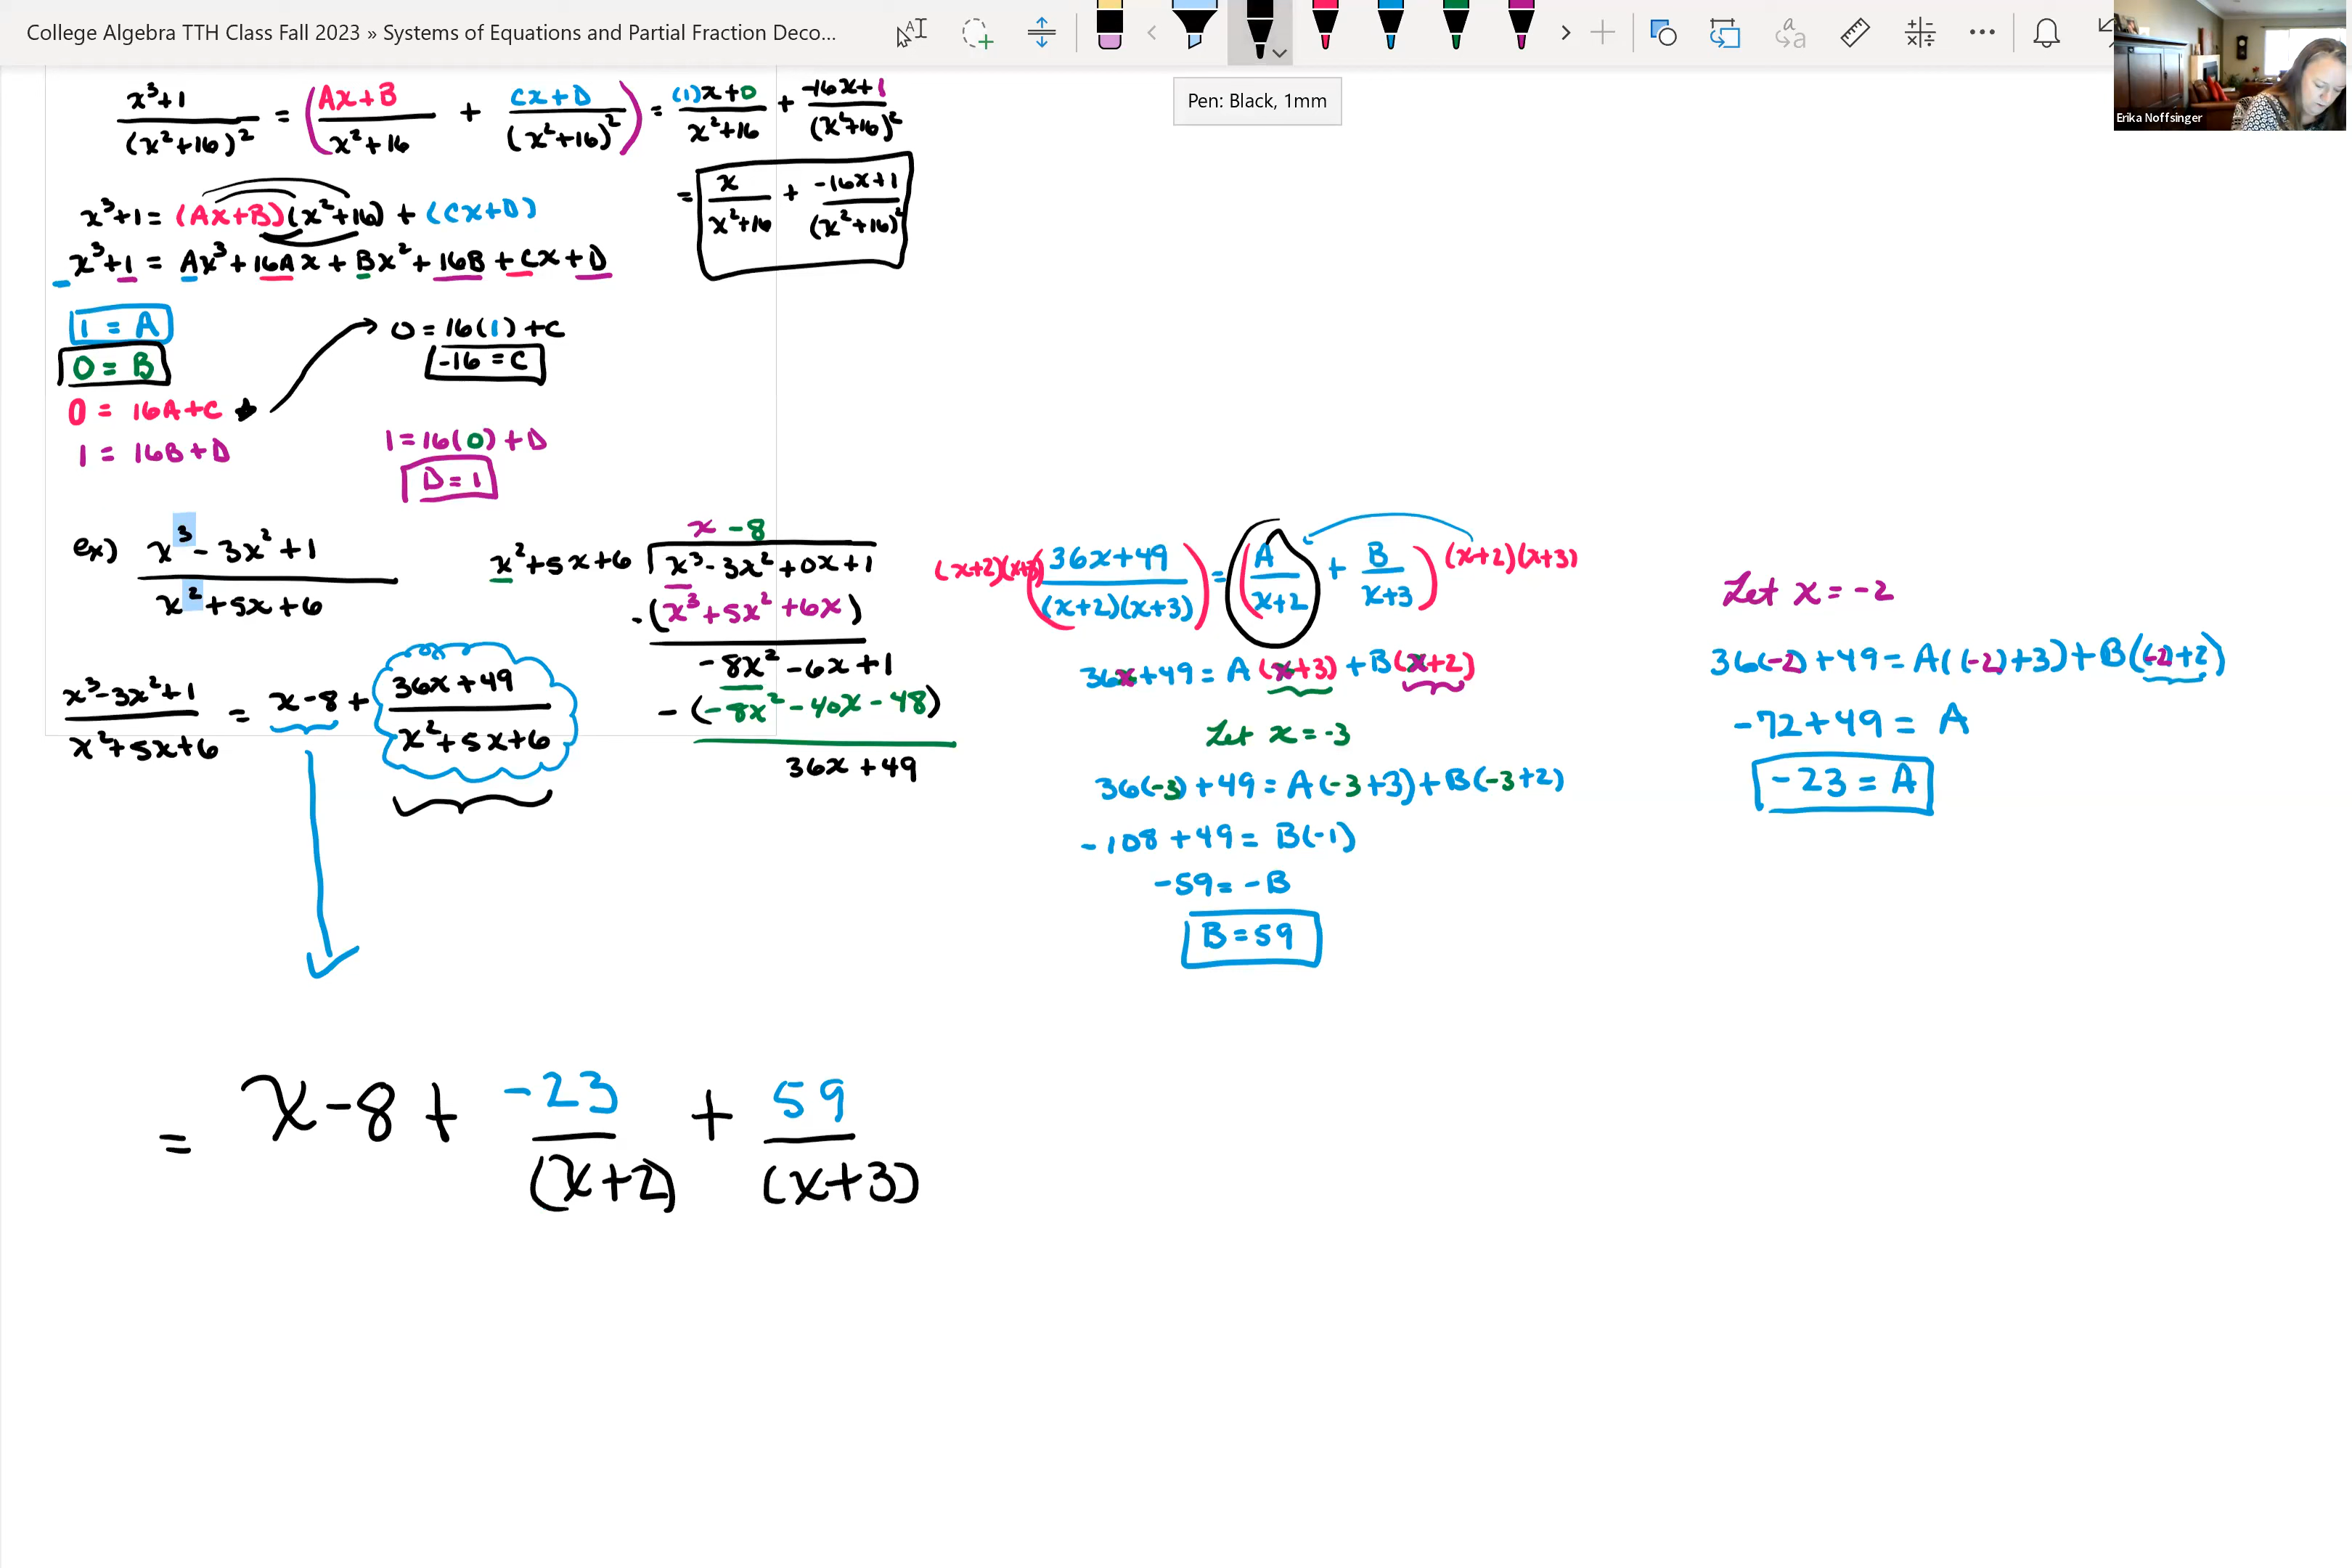 College Algebra TTH Class Fall 2023 » Systems of Equations and Partial Fraction Deco...
Pen: Black, 1mm
Erika Noffsinger
(x³+1)/(x²+16)² = ((Ax+B)/(x²+16) + (Cx+D)/(x²+16)²) = ((1)x+0)/(x²+16) + (-16x+1)/(x²+16)²
= x/(x²+16) + (-16x+1)/(x²+16)²
x³+1 = (Ax+B)(x²+16) + (Cx+D)
x³+1 = Ax³+16Ax+Bx²+16B+Cx+D
1 = A
0 = B
0 = 16A+C
1 = 16B+D
0 = 16(1)+C
-16 = C
1=16(0)+D
D=1
ex) (x³-3x²+1)/(x²+5x+6)
x-8
x²+5x+6 x³-3x²+0x+1
-(x³+5x²+6x)
-8x²-6x+1
-(-8x²-40x-48)
36x+49
(x³-3x²+1)/(x²+5x+6) = x-8 + (36x+49)/(x²+5x+6)
(x+2)(x+3)((36x+49)/((x+2)(x+3))) = (A/(x+2) + B/(x+3))(x+2)(x+3)
36x+49 = A(x+3)+B(x+2)
Let x=-3
36(-3)+49 = A(-3+3)+B(-3+2)
-108+49 = B(-1)
-59 = -B
B=59
Let x=-2
36(-2)+49 = A((-2)+3)+B((-2)+2)
-72+49 = A
-23 = A
= x-8 + -23/(x+2) + 59/(x+3)